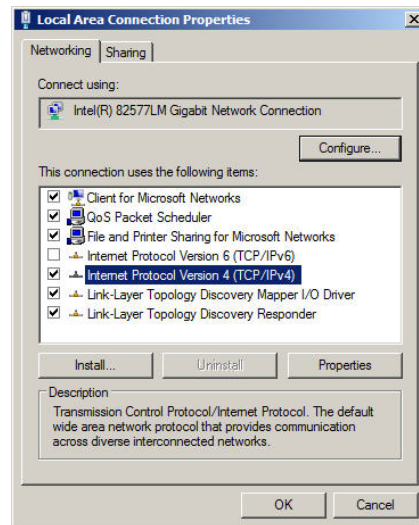 Local Area Connection Properties
Networking
Sharing
Connect using:
Intel(R) 82577LM Gigabit Network Connection
Configure...
This connection uses the following items:
Client for Microsoft Networks
QoS Packet Scheduler
File and Printer Sharing for Microsoft Networks
Internet Protocol Version 6 (TCP/IPv6)
Internet Protocol Version 4 (TCP/IPv4)
Link-Layer Topology Discovery Mapper I/O Driver
Link-Layer Topology Discovery Responder
Install...
Uninstall
Properties
Description
Transmission Control Protocol/Internet Protocol. The default
wide area network protocol that provides communication
across diverse interconnected networks.
OK
Cancel